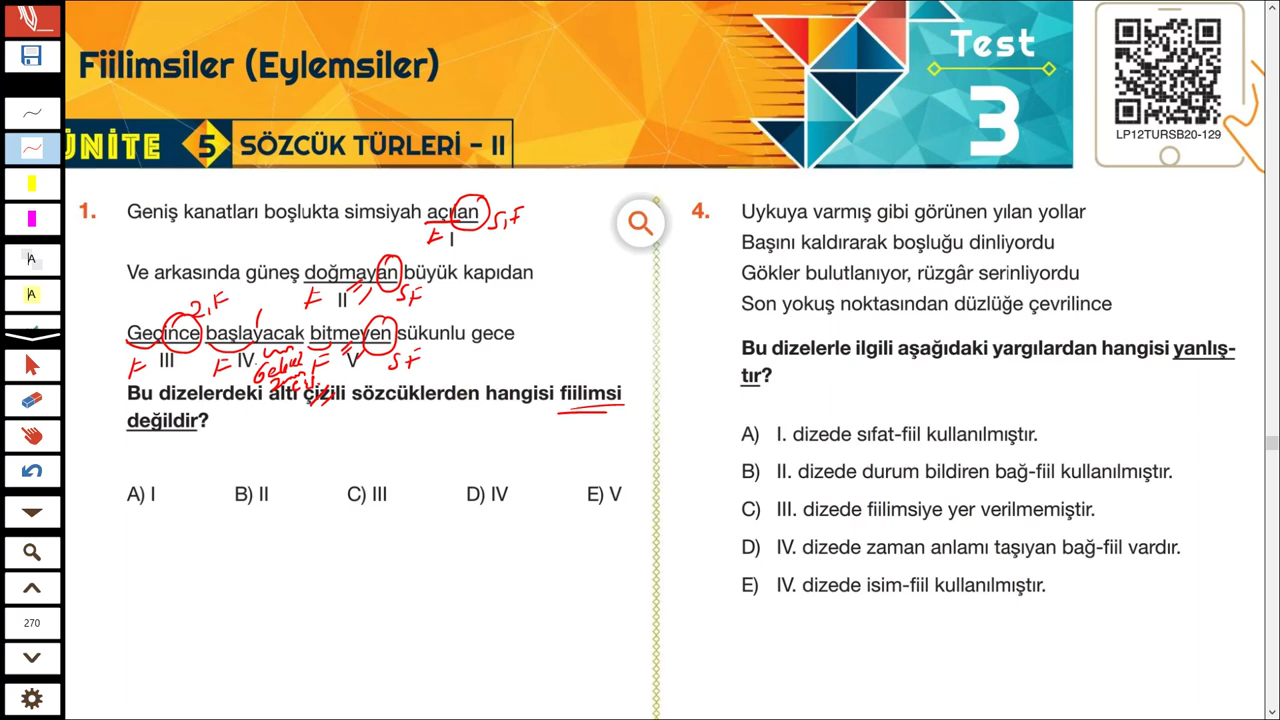 Fiilimsiler (Eylemsiler)
Test
3
LP12TURSB20-129
ÜNİTE 5 SÖZCÜK TÜRLERİ - II
1. Geniş kanatları boşlukta simsiyah açılan
S,F
F
I
Ve arkasında güneş doğmayan büyük kapıdan
F
II
SF
Z,F
Geçince başlayacak bitmeyen sükunlu gece
F
III
F
IV
F
V
SF
Bu dizelerdeki altı çizili sözcüklerden hangisi fiilimsi
değildir?
A) I
B) II
C) III
D) IV
E) V
4. Uykuya varmış gibi görünen yılan yollar
Başını kaldırarak boşluğu dinliyordu
Gökler bulutlanıyor, rüzgâr serinliyordu
Son yokuş noktasından düzlüğe çevrilince
Bu dizelerle ilgili aşağıdaki yargılardan hangisi yanlış-
tır?
A) I. dizede sıfat-fiil kullanılmıştır.
B) II. dizede durum bildiren bağ-fiil kullanılmıştır.
C) III. dizede fiilimsiye yer verilmemiştir.
D) IV. dizede zaman anlamı taşıyan bağ-fiil vardır.
E) IV. dizede isim-fiil kullanılmıştır.
A
A
270